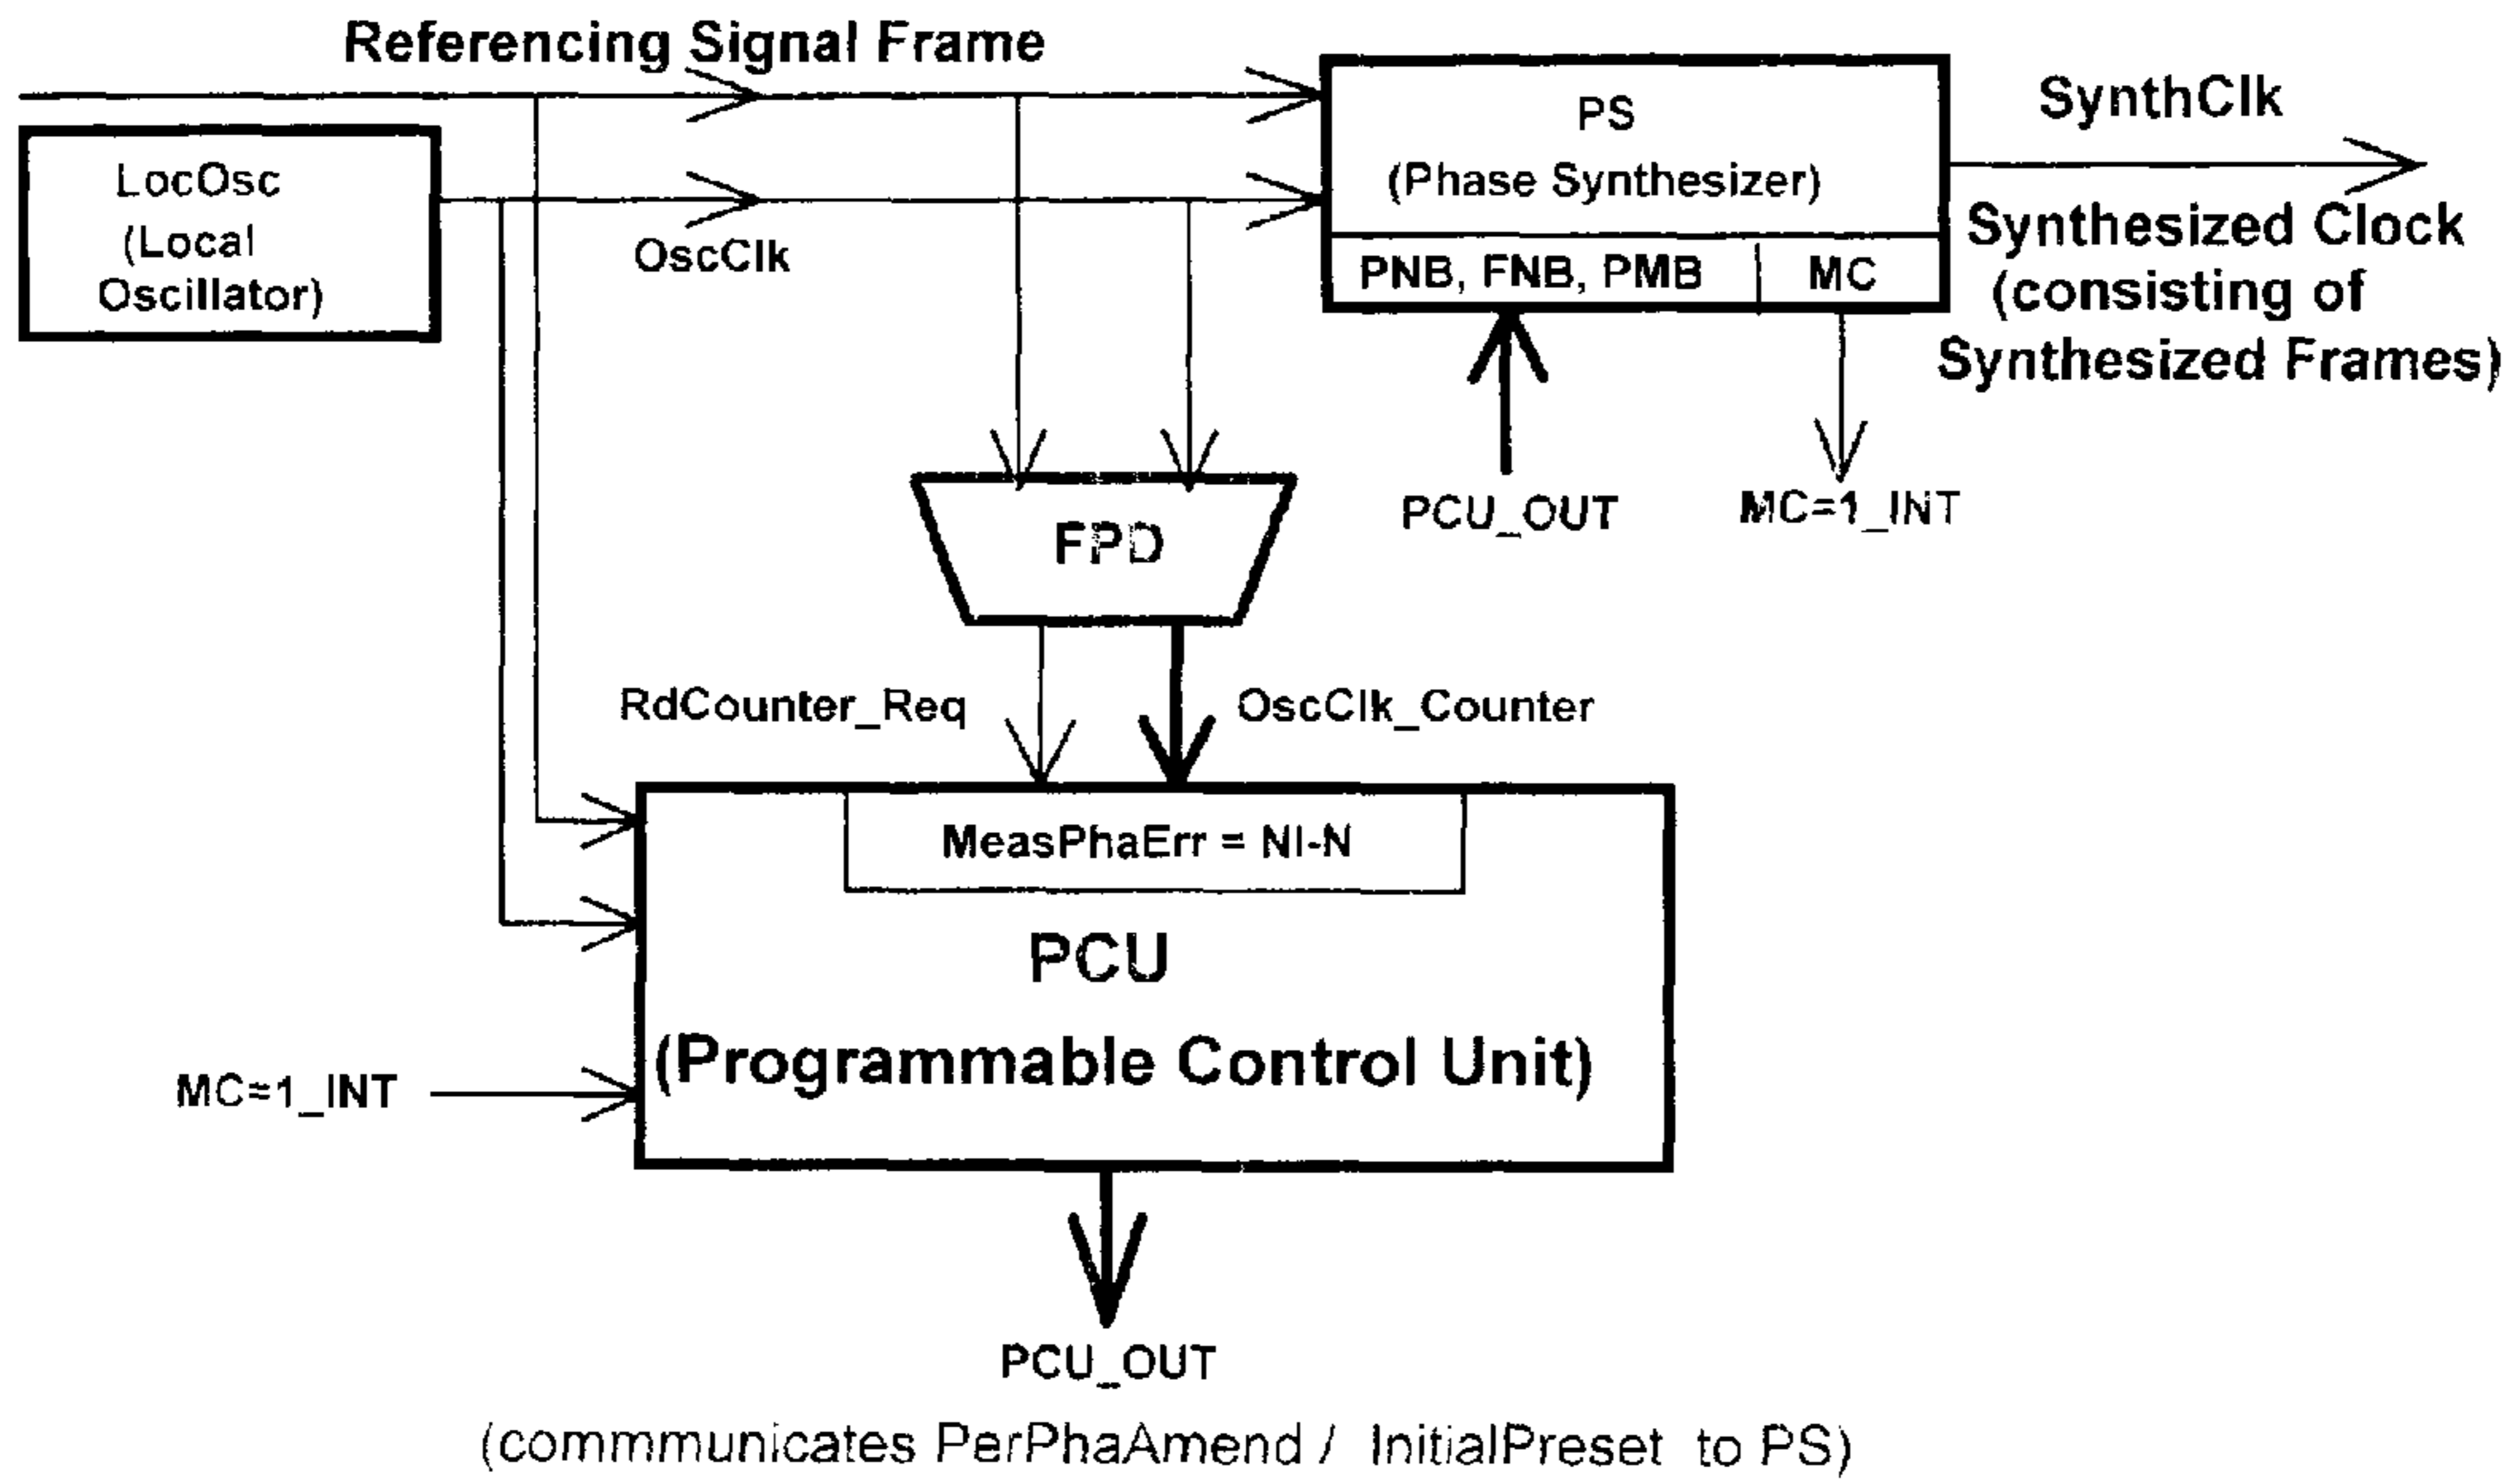 Referencing Signal Frame
LocOsc
(Local
Oscillator)
OscClk
PS
(Phase Synthesizer)
PNB, FNB, PMB
MC
SynthClk
Synthesized Clock
(consisting of
Synthesized Frames)
PCU_OUT
MC=1_INT
FPD
RdCounter_Req
OscClk_Counter
MeasPhaErr = NI-N
PCU
(Programmable Control Unit)
MC=1_INT
PCU_OUT
(commmunicates PerPhaAmend / InitialPreset to PS)